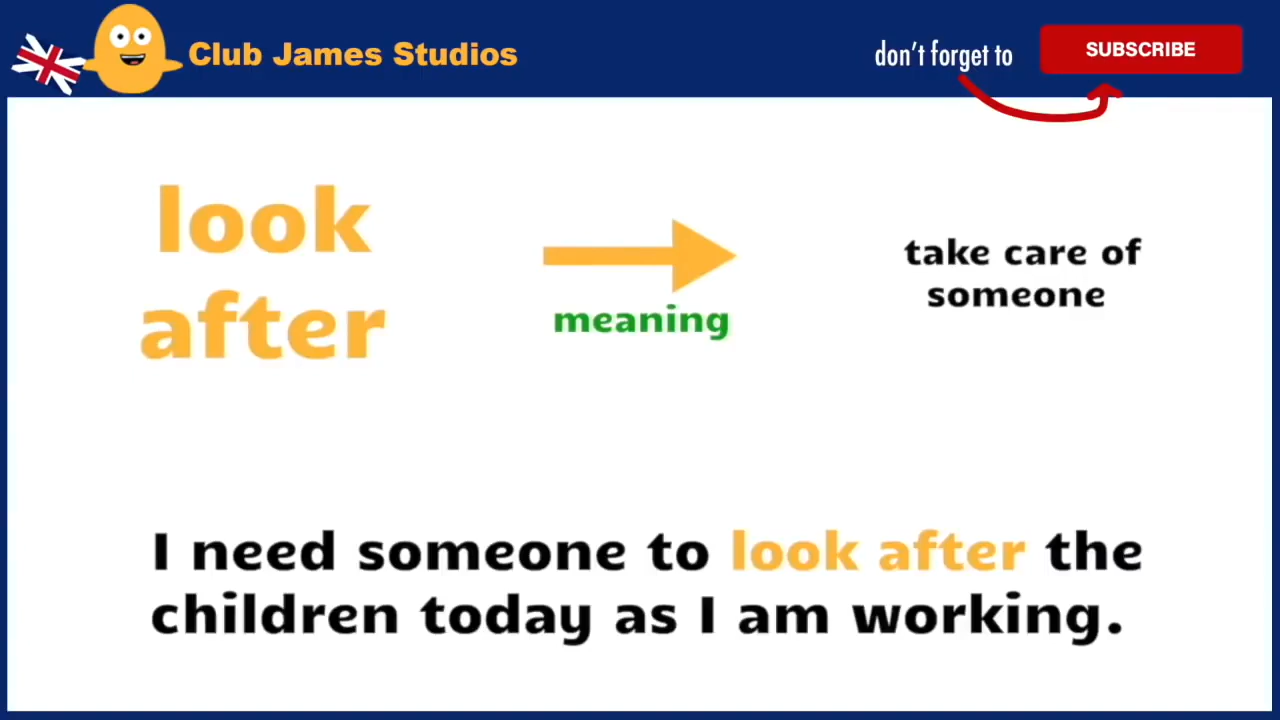 Club James Studios
don't forget to
SUBSCRIBE
look
after
meaning
take care of
someone
I need someone to look after the
children today as I am working.